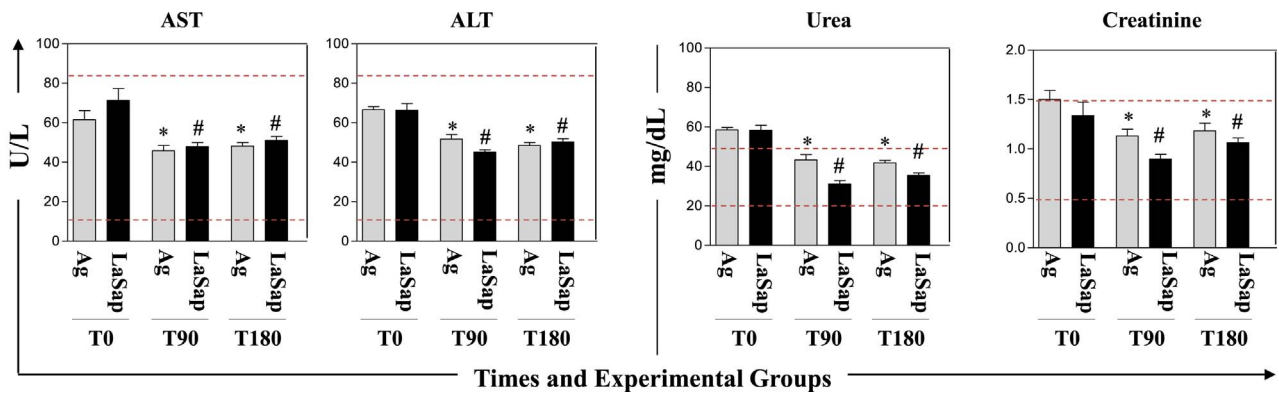 AST
ALT
Urea
Creatinine
U/L
100
80
60
40
20
0
* # * #
Ag LaSap Ag LaSap Ag LaSap
T0 T90 T180
100
80
60
40
20
0
* # * #
Ag LaSap Ag LaSap Ag LaSap
T0 T90 T180
mg/dL
100
80
60
40
20
0
* # * #
Ag LaSap Ag LaSap Ag LaSap
T0 T90 T180
2.0
1.5
1.0
0.5
0.0
* # * #
Ag LaSap Ag LaSap Ag LaSap
T0 T90 T180
Times and Experimental Groups